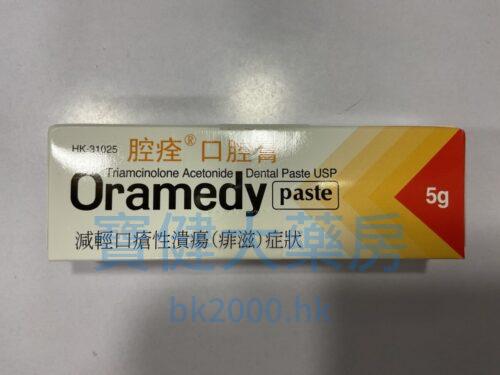 HK-31025 腔痊® 口腔膏
Triamcinolone Acetonide Dental Paste USP
Oramedy paste
5g
減輕口瘡性潰瘍(痱滋)症狀
寶健大藥房
bk2000.hk